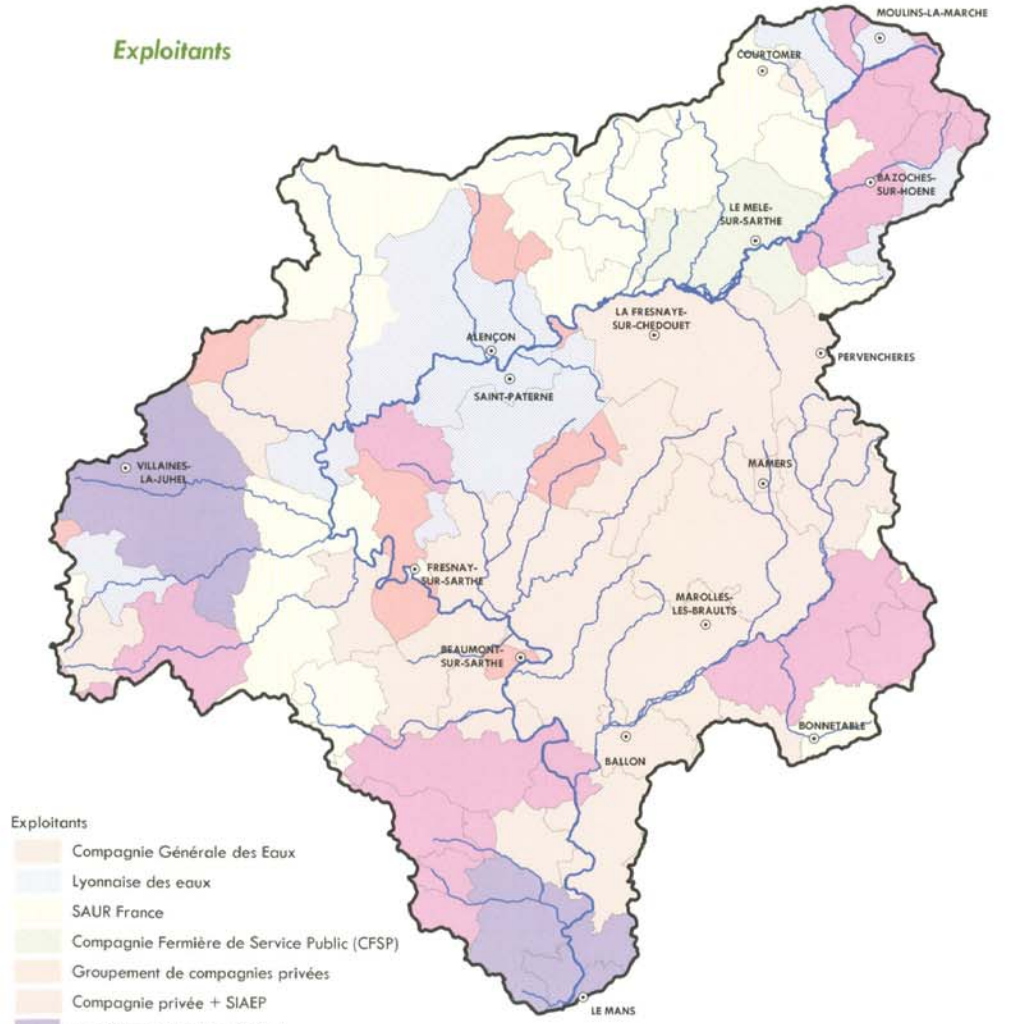 Exploitants
MOULINS-LA-MARCHE
COURTOMER
BAZOCHES-
SUR-HOENE
LE MELE-
SUR-SARTHE
LA FRESNAYE-
SUR-CHEDOUET
ALENÇON
PERVENCHERES
SAINT-PATERNE
VILLAINES-
LA-JUHEL
MAMERS
FRESNAY-
SUR-SARTHE
MAROLLES-
LES-BRAULTS
BEAUMONT-
SUR-SARTHE
BONNETABLE
BALLON
Exploitants
Compagnie Générale des Eaux
Lyonnaise des eaux
SAUR France
Compagnie Fermière de Service Public (CFSP)
Groupement de compagnies privées
Compagnie privée + SIAEP
LE MANS